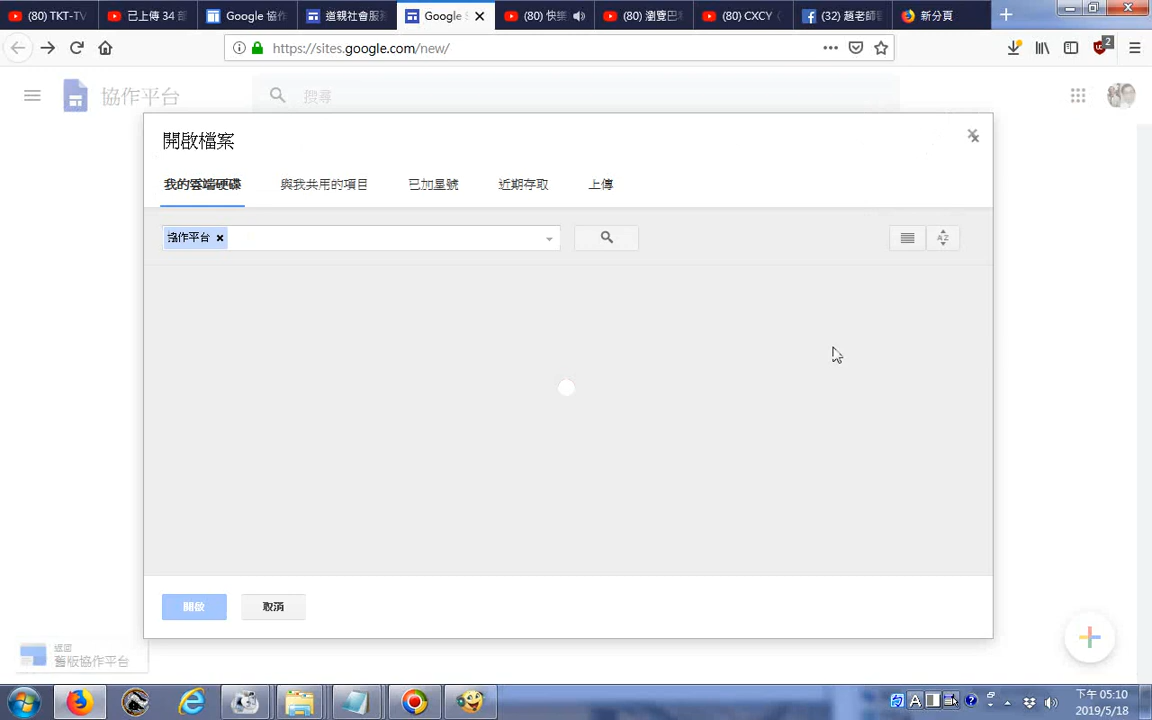 (80) TKT-TV
已上傳 34 部
Google 協作
道親社會服
Google
(80) 快樂
(80) 瀏覽巴
(80) CXCY
(32) 趙老師
新分頁
https://sites.google.com/new/
2
協作平台
搜尋
開啟檔案
我的雲端硬碟
與我共用的項目
已加星號
近期存取
上傳
協作平台
開啟
取消
返回
舊版協作平台
下午 05:10
2019/5/18